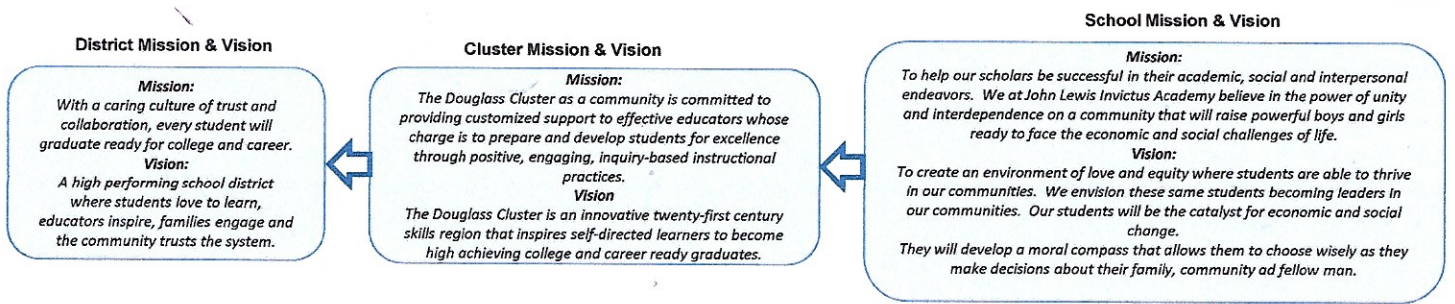 District Mission & Vision
Mission:
With a caring culture of trust and
collaboration, every student will
graduate ready for college and career.
Vision:
A high performing school district
where students love to learn,
educators inspire, families engage and
the community trusts the system.
Cluster Mission & Vision
Mission:
The Douglass Cluster as a community is committed to
providing customized support to effective educators whose
charge is to prepare and develop students for excellence
through positive, engaging, inquiry-based instructional
practices.
Vision
The Douglass Cluster is an innovative twenty-first century
skills region that inspires self-directed learners to become
high achieving college and career ready graduates.
School Mission & Vision
Mission:
To help our scholars be successful in their academic, social and interpersonal
endeavors. We at John Lewis Invictus Academy believe in the power of unity
and interdependence on a community that will raise powerful boys and girls
ready to face the economic and social challenges of life.
Vision:
To create an environment of love and equity where students are able to thrive
in our communities. We envision these same students becoming leaders in
our communities. Our students will be the catalyst for economic and social
change.
They will develop a moral compass that allows them to choose wisely as they
make decisions about their family, community ad fellow man.